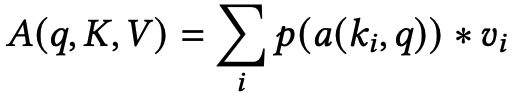 A(q, K, V) = ∑ᵢ p(a(kᵢ, q)) * vᵢ